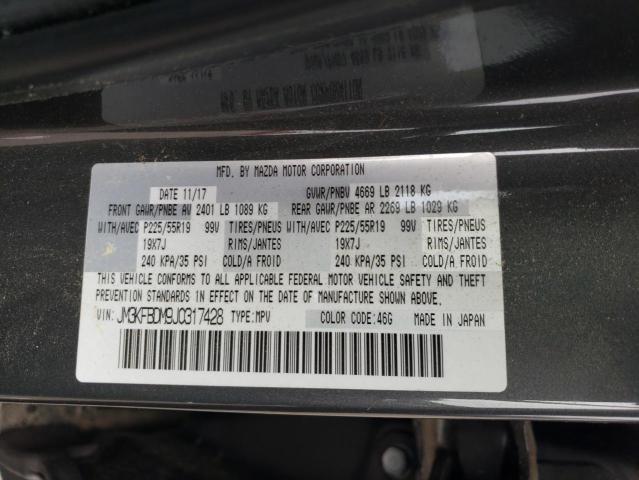 MFD. BY MAZDA MOTOR CORPORATION
DATE 11/17 GVWR/PNBV 4669 LB 2118 KG
FRONT GAWR/PNBE AV 2401 LB 1089 KG REAR GAWR/PNBE AR 2269 LB 1029 KG
WITH/AVEC P225/55R19 99V TIRES/PNEUS WITH/AVEC P225/55R19 99V TIRES/PNEUS
19X7J RIMS/JANTES 19X7J RIMS/JANTES
240 KPA/35 PSI COLD/A FROID 240 KPA/35 PSI COLD/A FROID
THIS VEHICLE CONFORMS TO ALL APPLICABLE FEDERAL MOTOR VEHICLE SAFETY AND THEFT
PREVENTION STANDARDS IN EFFECT ON THE DATE OF MANUFACTURE SHOWN ABOVE.
VIN: JM3KFBDM9J0317428 TYPE:MPV COLOR CODE:46G MADE IN JAPAN